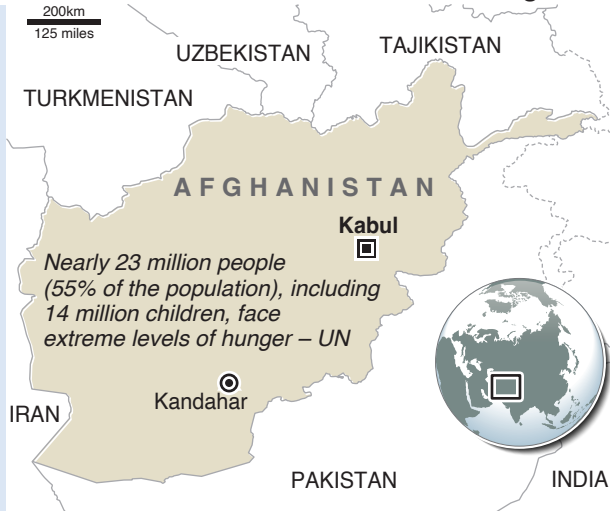 200km
125 miles
UZBEKISTAN
TAJIKISTAN
TURKMENISTAN
AFGHANISTAN
Kabul
Nearly 23 million people
(55% of the population), including
14 million children, face
extreme levels of hunger – UN
Kandahar
IRAN
PAKISTAN
INDIA